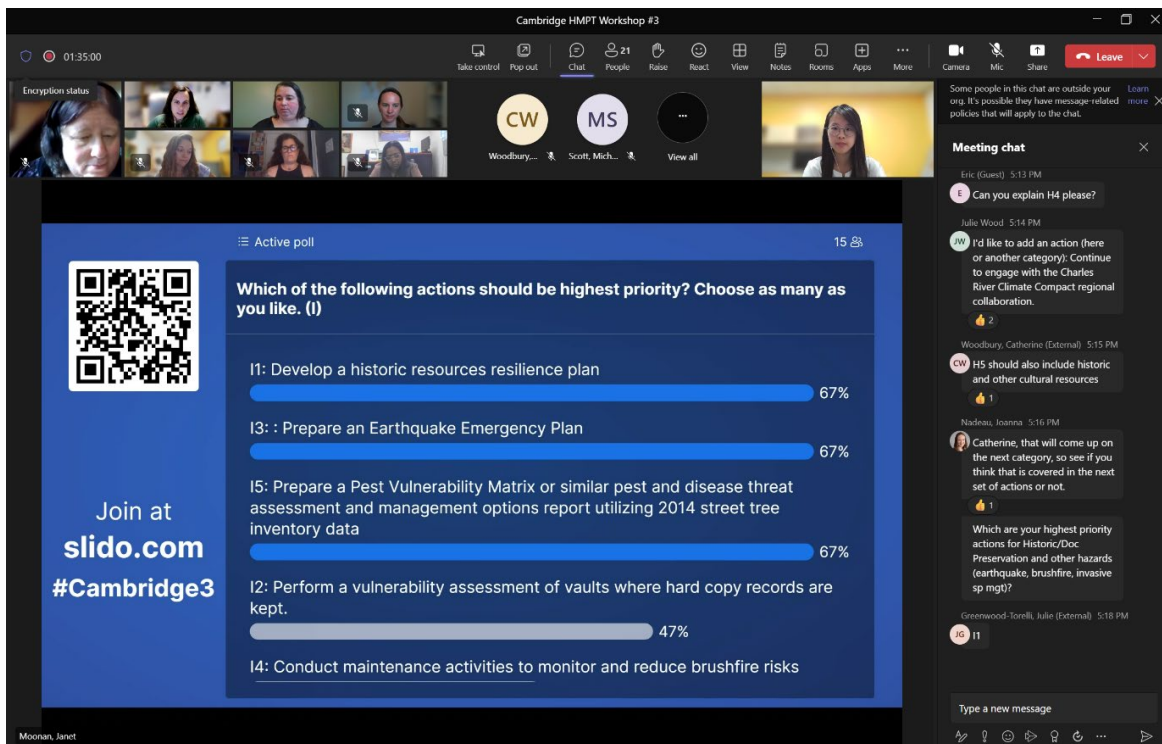 Cambridge HMPT Workshop #3
01:35:00
Take control
Pop out
Chat
21
People
Raise
React
View
Notes
Rooms
Apps
More
Camera
Mic
Share
Leave
Encryption status
CW
Woodbury,...
MS
Scott, Mich...
View all
Active poll
15
Which of the following actions should be highest priority? Choose as many as
you like. (I)
I1: Develop a historic resources resilience plan
67%
I3: : Prepare an Earthquake Emergency Plan
67%
I5: Prepare a Pest Vulnerability Matrix or similar pest and disease threat
assessment and management options report utilizing 2014 street tree
inventory data
67%
I2: Perform a vulnerability assessment of vaults where hard copy records are
kept.
47%
I4: Conduct maintenance activities to monitor and reduce brushfire risks
Join at
slido.com
#Cambridge3
Moonan, Janet
Some people in this chat are outside your
org. It's possible they have message-related
policies that will apply to the chat.
Learn
more
Meeting chat
Eric (Guest) 5:13 PM
E
Can you explain H4 please?
Julie Wood 5:14 PM
JW
I'd like to add an action (here
or another category): Continue
to engage with the Charles
River Climate Compact regional
collaboration.
2
Woodbury, Catherine (External) 5:15 PM
CW
H5 should also include historic
and other cultural resources
1
Nadeau, Joanna 5:16 PM
Catherine, that will come up on
the next category, so see if you
think that is covered in the next
set of actions or not.
1
Which are your highest priority
actions for Historic/Doc
Preservation and other hazards
(earthquake, brushfire, invasive
sp mgt)?
Greenwood-Torelli, Julie (External) 5:18 PM
JG
I1
Type a new message